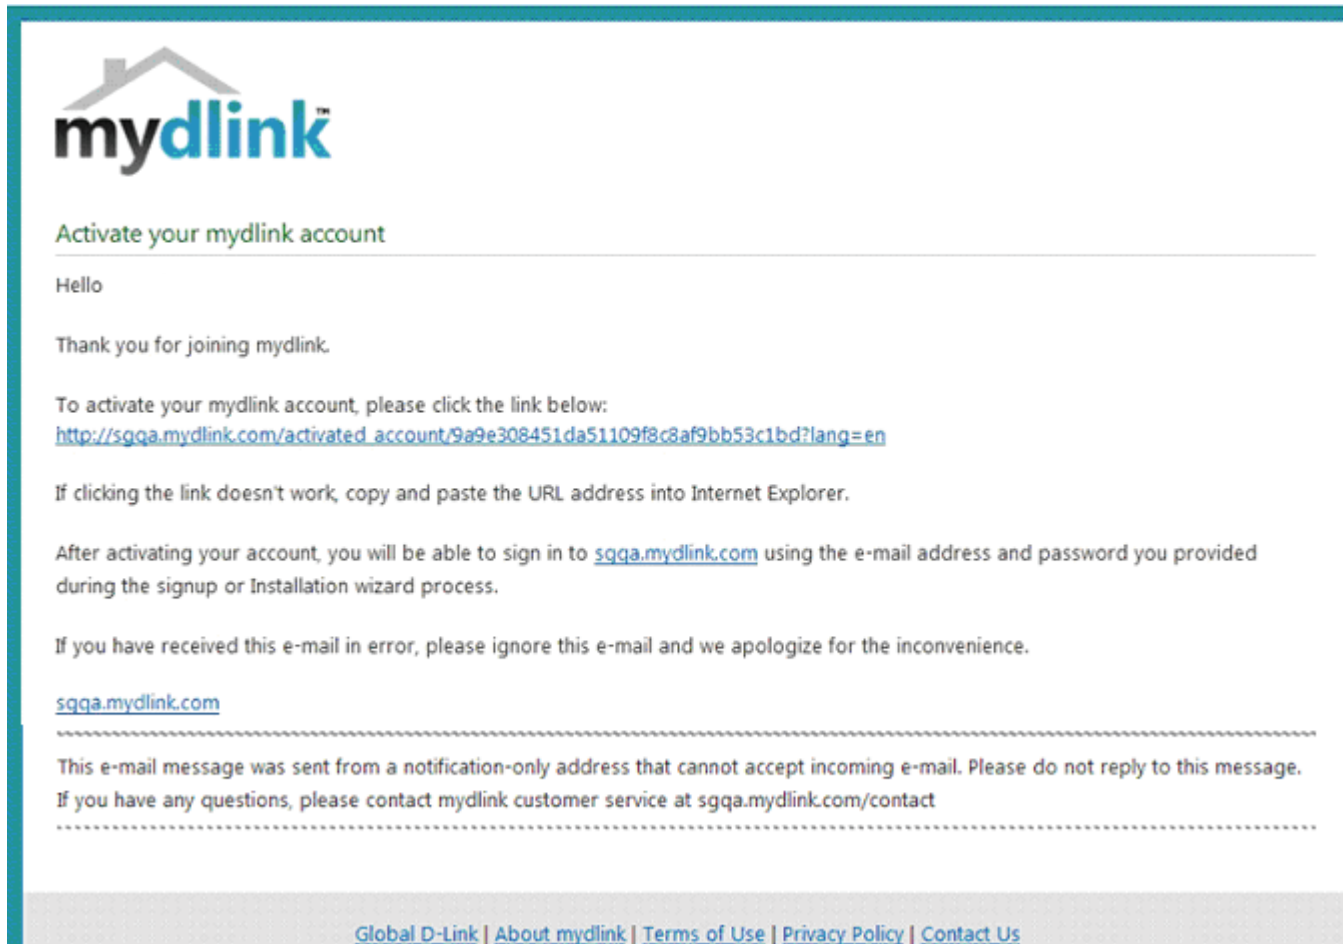 mydlink™
Activate your mydlink account
Hello
Thank you for joining mydlink.
To activate your mydlink account, please click the link below:
http://sgqa.mydlink.com/activated_account/9a9e308451da51109f8c8af9bb53c1bd?lang=en
If clicking the link doesn't work, copy and paste the URL address into Internet Explorer.
After activating your account, you will be able to sign in to sgqa.mydlink.com using the e-mail address and password you provided
during the signup or Installation wizard process.
If you have received this e-mail in error, please ignore this e-mail and we apologize for the inconvenience.
sgqa.mydlink.com
This e-mail message was sent from a notification-only address that cannot accept incoming e-mail. Please do not reply to this message.
If you have any questions, please contact mydlink customer service at sgqa.mydlink.com/contact
Global D-Link | About mydlink | Terms of Use | Privacy Policy | Contact Us